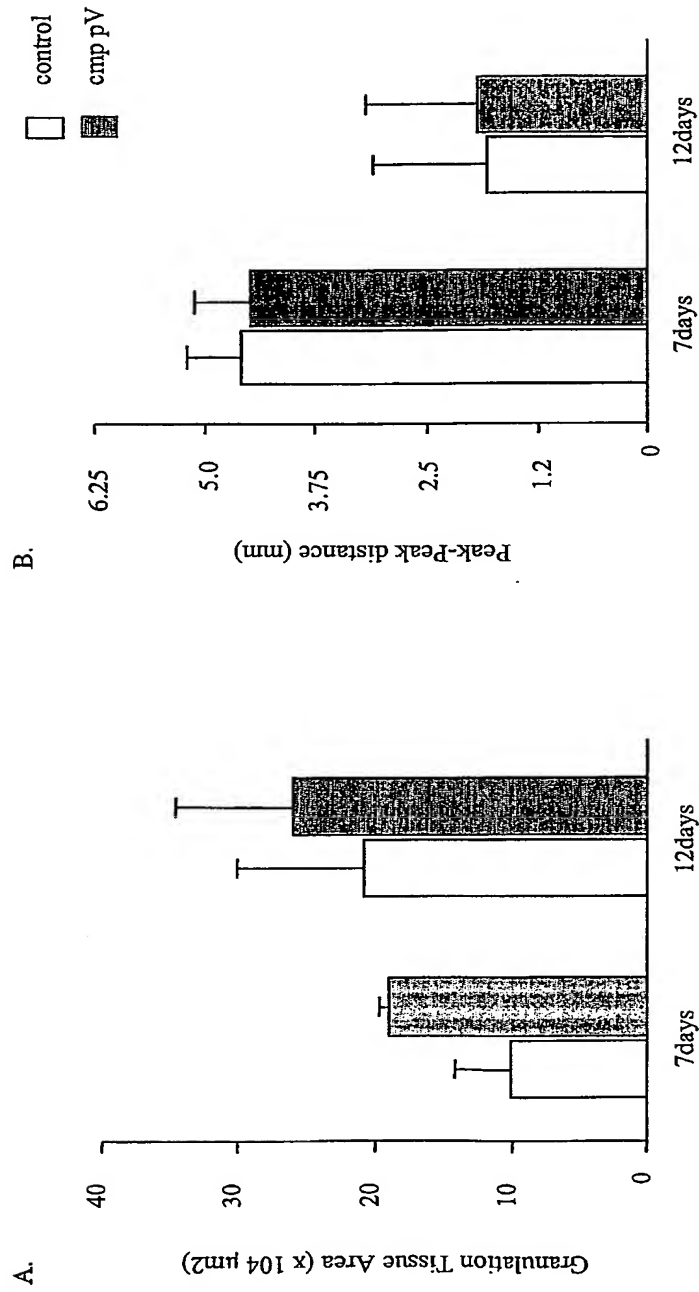 A.
Granulation Tissue Area (x 104 µm2)
40
30
20
10
0
7days
12days
B.
Peak-Peak distance (mm)
6.25
5.0
3.75
2.5
1.2
0
7days
12days
control
cmp pV